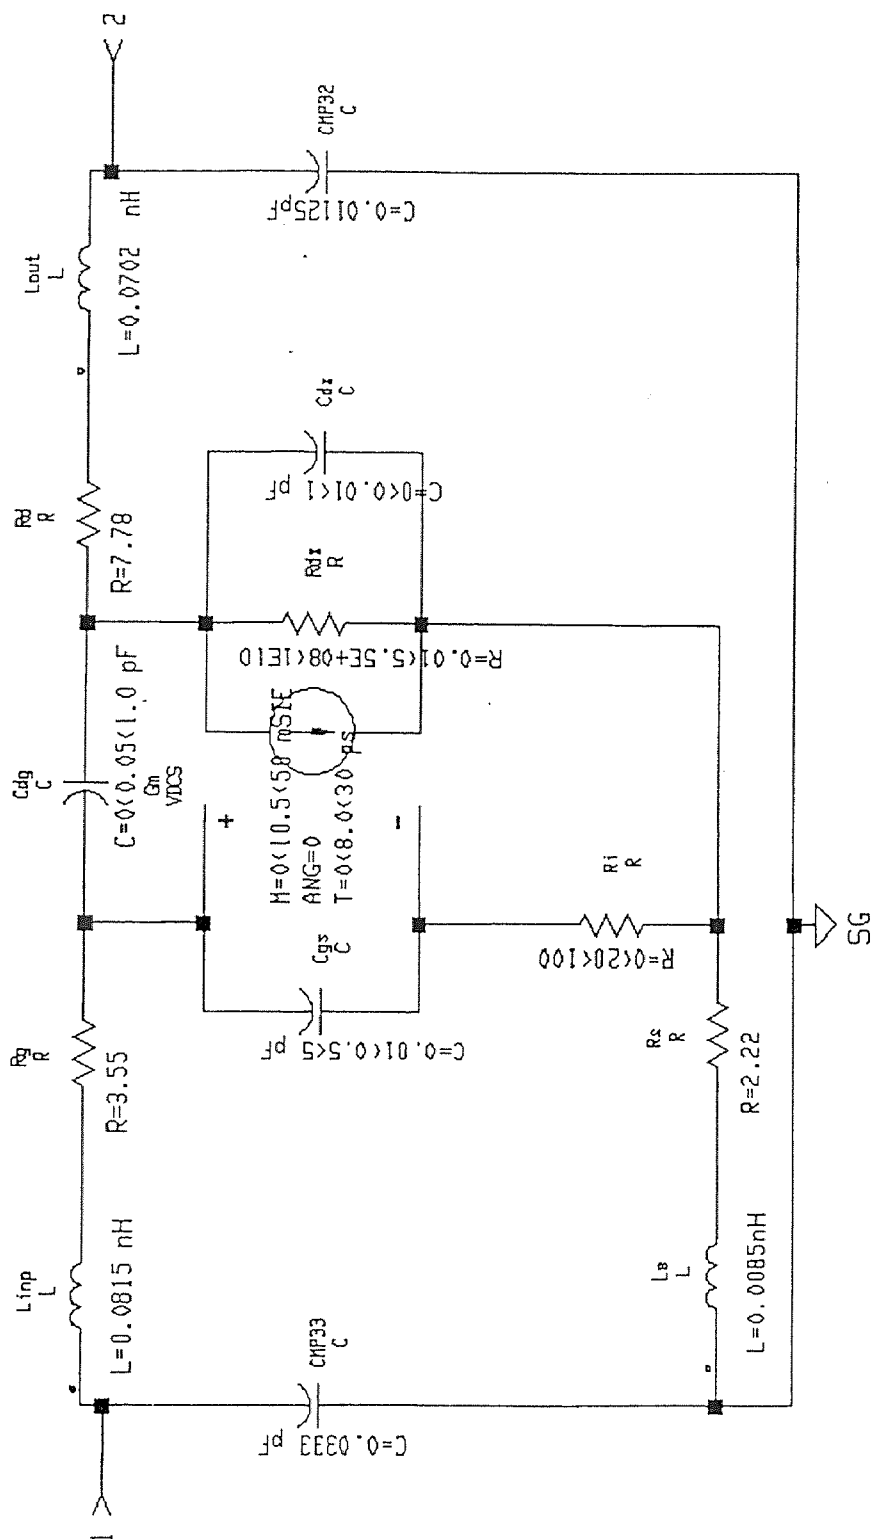 1
Linp
L
L=0.0815 nH
CMP33
C
C=0.0333 pF
Rg
R
R=3.55
Cgs
C
C=0.01<0.5<5 pF
Ls
L
L=0.0085nH
Rs
R
R=2.22
Ri
R
R=0<20<100
SG
Cdg
C
C=0<0.05<1.0 pF
Gm
VDCS
+
-
M=0<10.5<50 mSIE
ANG=0
T=0<8.0<30 ps
Rd
R
R=7.78
Rdx
R
R=0.01<5.5E+08<1E10
Cdx
C
C=0<0.01<1 pF
Lout
L
L=0.0702 nH
CMP32
C
C=0.01125pF
2